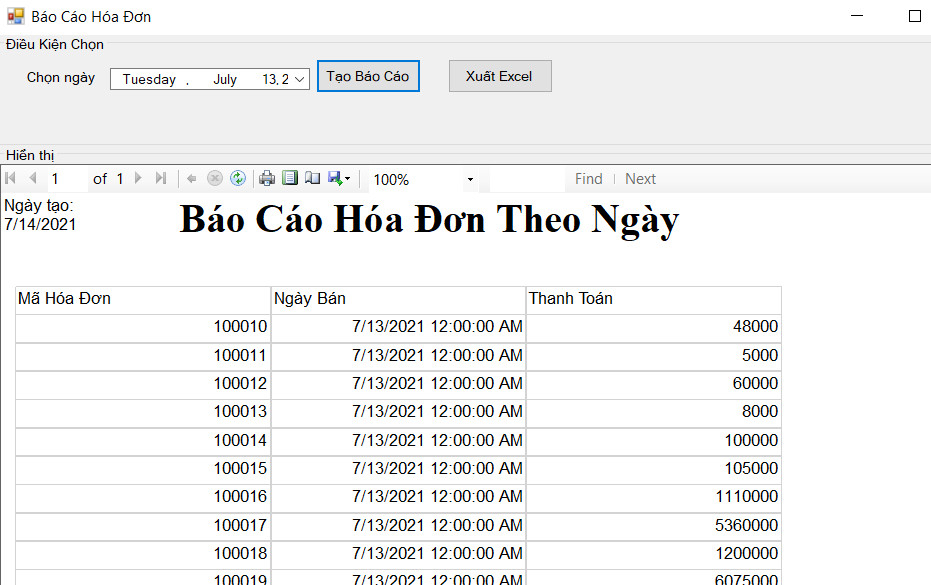 Báo Cáo Hóa Đơn
Điều Kiện Chọn
Chọn ngày Tuesday , July 13, 2 Tạo Báo Cáo Xuất Excel
Hiển thị
1 of 1 100% Find Next
Ngày tạo:
7/14/2021
Báo Cáo Hóa Đơn Theo Ngày
Mã Hóa Đơn Ngày Bán Thanh Toán
100010 7/13/2021 12:00:00 AM 48000
100011 7/13/2021 12:00:00 AM 5000
100012 7/13/2021 12:00:00 AM 60000
100013 7/13/2021 12:00:00 AM 8000
100014 7/13/2021 12:00:00 AM 100000
100015 7/13/2021 12:00:00 AM 105000
100016 7/13/2021 12:00:00 AM 1110000
100017 7/13/2021 12:00:00 AM 5360000
100018 7/13/2021 12:00:00 AM 1200000
100019 7/13/2021 12:00:00 AM 6075000